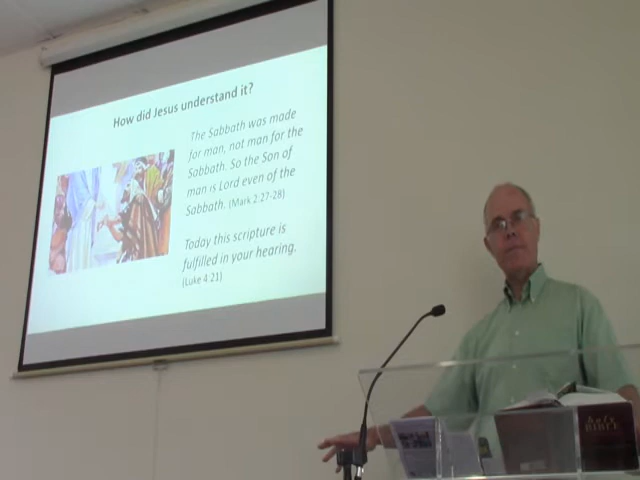 How did Jesus understand it?
The Sabbath was made
for man, not man for the
Sabbath. So the Son of
man is Lord even of the
Sabbath. (Mark 2:27-28)
Today this scripture is
fulfilled in your hearing.
(Luke 4:21)
holy
BIBLE